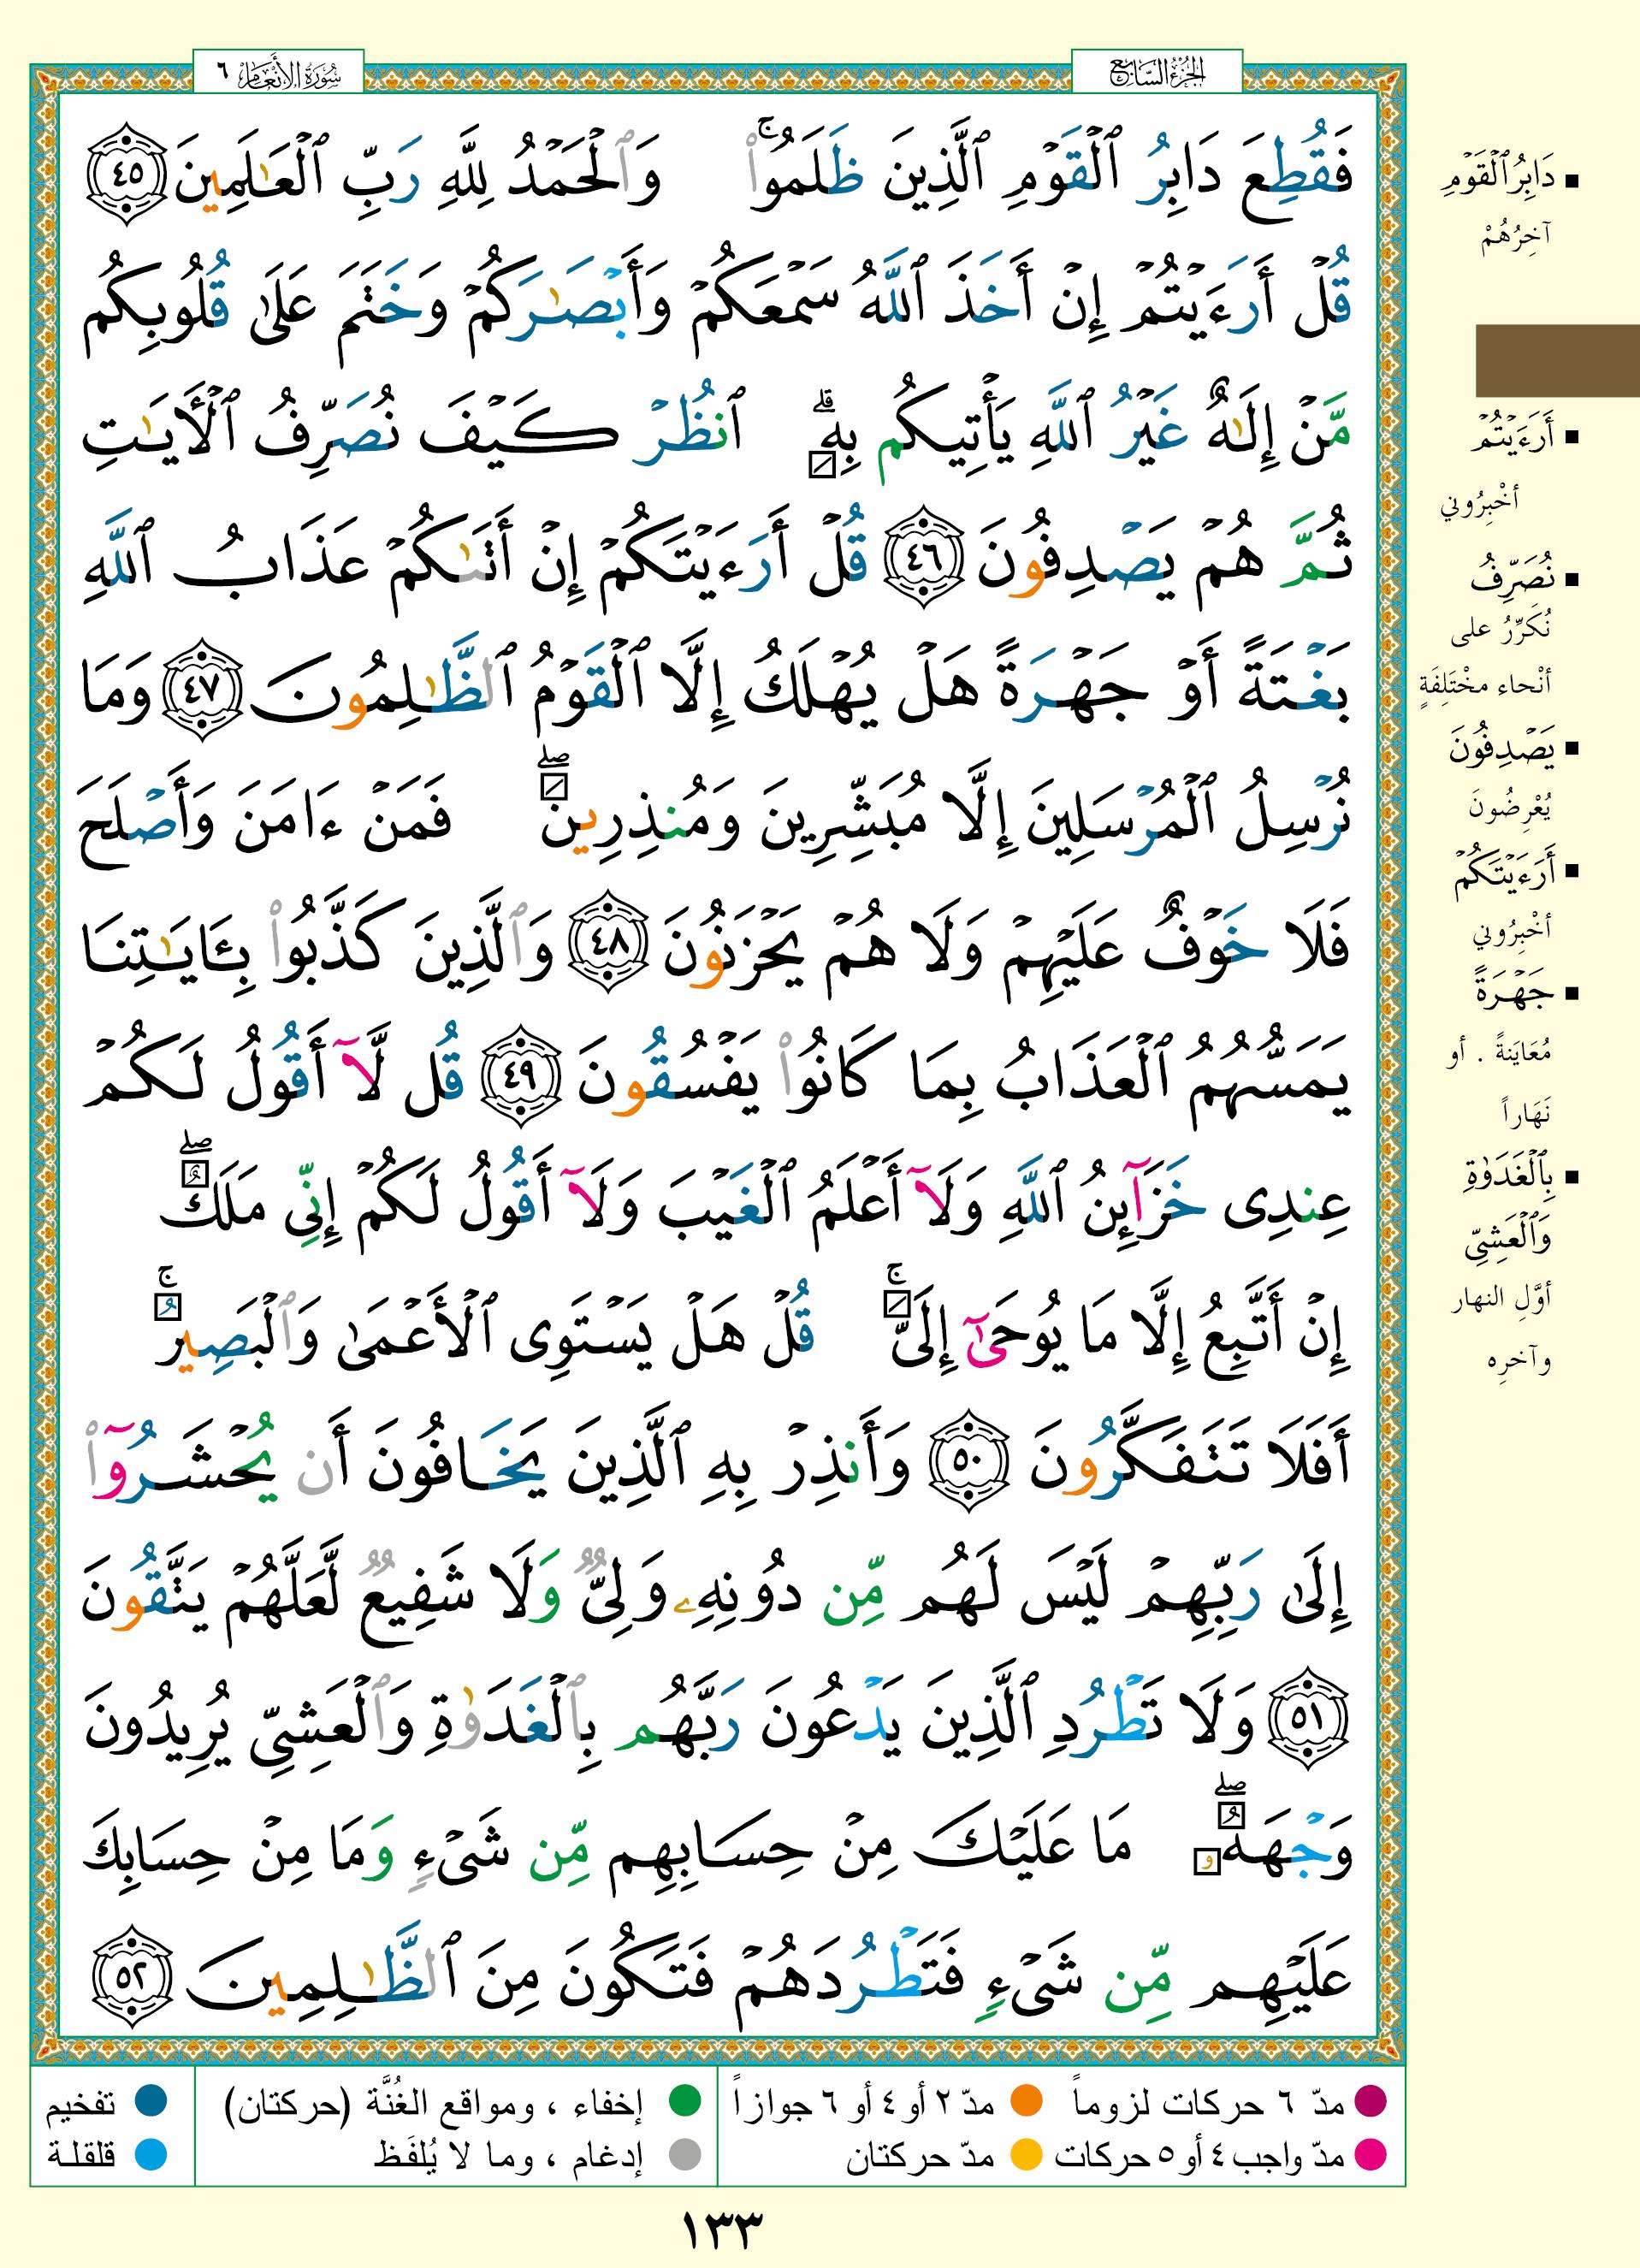 الجزء السابع
سورة الأنعام ٦
فَقُطِعَ دَابِرُ ٱلۡقَوۡمِ ٱلَّذِينَ ظَلَمُواْۚ وَٱلۡحَمۡدُ لِلَّهِ رَبِّ ٱلۡعَٰلَمِينَ ٤٥
قُلۡ أَرَءَيۡتُمۡ إِنۡ أَخَذَ ٱللَّهُ سَمۡعَكُمۡ وَأَبۡصَٰرَكُمۡ وَخَتَمَ عَلَىٰ قُلُوبِكُم
مَّنۡ إِلَٰهٌ غَيۡرُ ٱللَّهِ يَأۡتِيكُم بِهِۗ ٱنظُرۡ كَيۡفَ نُصَرِّفُ ٱلۡأٓيَٰتِ
ثُمَّ هُمۡ يَصۡدِفُونَ ٤٦ قُلۡ أَرَءَيۡتَكُمۡ إِنۡ أَتَىٰكُمۡ عَذَابُ ٱللَّهِ
بَغۡتَةً أَوۡ جَهۡرَةً هَلۡ يُهۡلَكُ إِلَّا ٱلۡقَوۡمُ ٱلظَّٰلِمُونَ ٤٧ وَمَا
نُرۡسِلُ ٱلۡمُرۡسَلِينَ إِلَّا مُبَشِّرِينَ وَمُنذِرِينَۖ فَمَنۡ ءَامَنَ وَأَصۡلَحَ
فَلَا خَوۡفٌ عَلَيۡهِمۡ وَلَا هُمۡ يَحۡزَنُونَ ٤٨ وَٱلَّذِينَ كَذَّبُواْ بِـَٔايَٰتِنَا
يَمَسُّهُمُ ٱلۡعَذَابُ بِمَا كَانُواْ يَفۡسُقُونَ ٤٩ قُل لَّآ أَقُولُ لَكُمۡ
عِندِى خَزَآئِنُ ٱللَّهِ وَلَآ أَعۡلَمُ ٱلۡغَيۡبَ وَلَآ أَقُولُ لَكُمۡ إِنِّى مَلَكٌۖ
إِنۡ أَتَّبِعُ إِلَّا مَا يُوحَىٰٓ إِلَىَّۚ قُلۡ هَلۡ يَسۡتَوِى ٱلۡأَعۡمَىٰ وَٱلۡبَصِيرُۚ
أَفَلَا تَتَفَكَّرُونَ ٥٠ وَأَنذِرۡ بِهِ ٱلَّذِينَ يَخَافُونَ أَن يُحۡشَرُوٓاْ
إِلَىٰ رَبِّهِمۡ لَيۡسَ لَهُم مِّن دُونِهِۦ وَلِىٌّ وَلَا شَفِيعٌ لَّعَلَّهُمۡ يَتَّقُونَ
٥١ وَلَا تَطۡرُدِ ٱلَّذِينَ يَدۡعُونَ رَبَّهُم بِٱلۡغَدَوٰةِ وَٱلۡعَشِىِّ يُرِيدُونَ
وَجۡهَهُۥۖ مَا عَلَيۡكَ مِنۡ حِسَابِهِم مِّن شَىۡءٍ وَمَا مِنۡ حِسَابِكَ
عَلَيۡهِم مِّن شَىۡءٍ فَتَطۡرُدَهُمۡ فَتَكُونَ مِنَ ٱلظَّٰلِمِينَ ٥٢
▪ دَابِرُ ٱلۡقَوۡمِ
آخِرُهُمْ
▪ أَرَءَيۡتُمۡ
أخْبِرُوني
▪ نُصَرِّفُ
نُكَرِّرُ على
أنْحاء مخْتَلِفَةٍ
▪ يَصۡدِفُونَ
يُعْرِضُونَ
▪ أَرَءَيۡتَكُمۡ
أخْبِرُوني
▪ جَهۡرَةً
مُعَايَنةً . أو
نَهَاراً
▪ بِٱلۡغَدَوٰةِ
وَٱلۡعَشِىِّ
أوَّلِ النهار
وآخرِه
مدّ ٦ حركات لزوماً مدّ ٢ أو ٤ أو ٦ جوازاً إخفاء ، ومواقع الغُنَّة (حركتان) تفخيم
مدّ واجب ٤ أو ٥ حركات مدّ حركتان إدغام ، وما لا يُلفَظ قلقلة
١٣٣